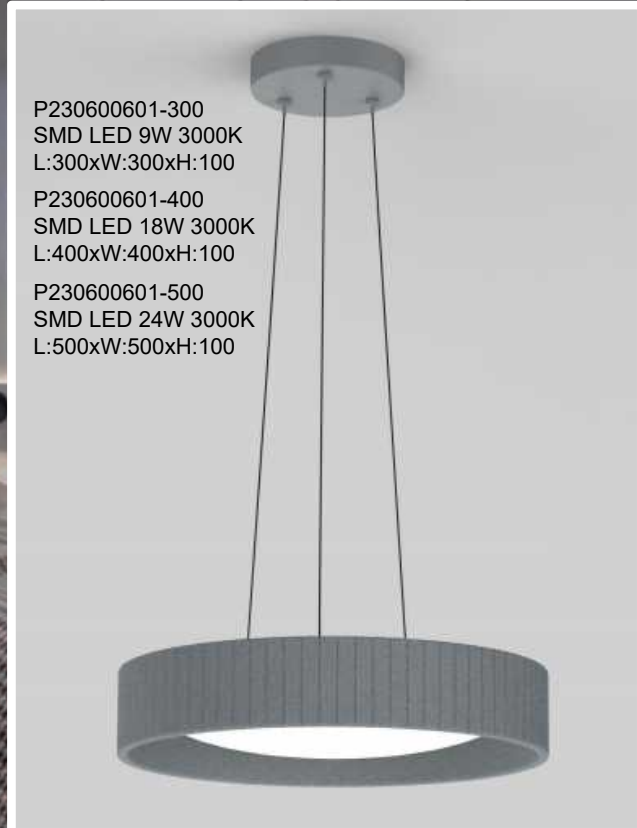 P230600601-300
SMD LED 9W 3000K
L:300xW:300xH:100
P230600601-400
SMD LED 18W 3000K
L:400xW:400xH:100
P230600601-500
SMD LED 24W 3000K
L:500xW:500xH:100